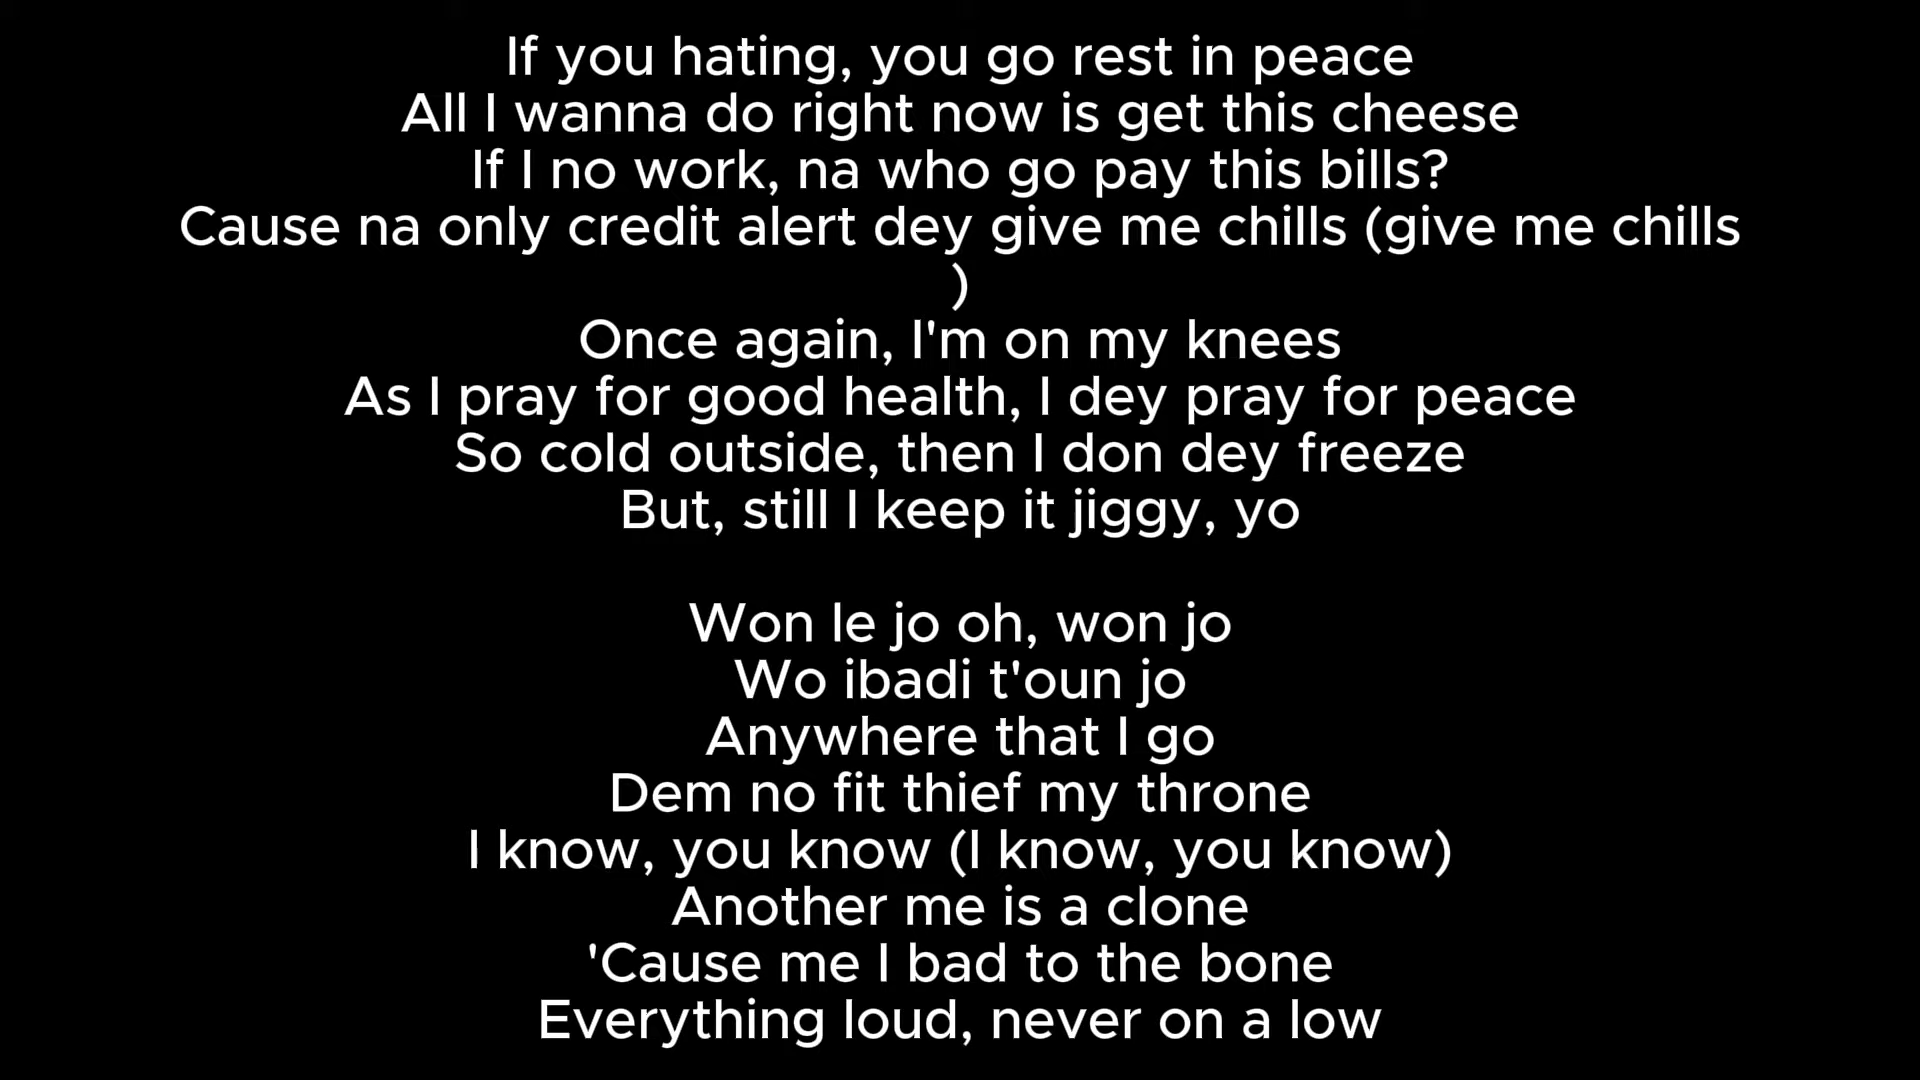 If you hating, you go rest in peace
All I wanna do right now is get this cheese
If I no work, na who go pay this bills?
Cause na only credit alert dey give me chills (give me chills
)
Once again, I'm on my knees
As I pray for good health, I dey pray for peace
So cold outside, then I don dey freeze
But, still I keep it jiggy, yo

Won le jo oh, won jo
Wo ibadi t'oun jo
Anywhere that I go
Dem no fit thief my throne
I know, you know (I know, you know)
Another me is a clone
'Cause me I bad to the bone
Everything loud, never on a low